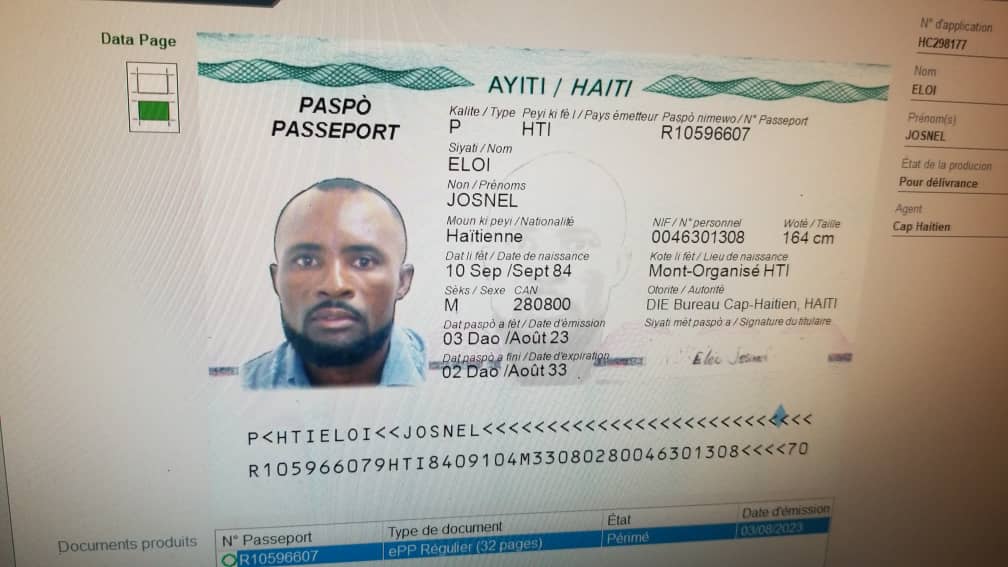 Data Page
PASPÒ
PASSEPORT
AYITI / HAITI
Kalite / Type Peyi ki fè l / Pays émetteur Paspò nimewo / N° Passeport
P HTI R10596607
Siyati / Nom
ELOI
Non / Prénoms
JOSNEL
Moun ki peyi / Nationalité NIF / N° personnel Wotè / Taille
Haïtienne 0046301308 164 cm
Dat li fèt / Date de naissance Kote li fèt / Lieu de naissance
10 Sep /Sept 84 Mont-Organisé HTI
Sèks / Sexe CAN Otorite / Autorité
M 280800 DIE Bureau Cap-Haitien, HAITI
Dat paspò a fèt / Date d'émission Siyati mèt paspò a / Signature du titulaire
03 Dao /Août 23
Dat paspò a fini / Date d'expiration
02 Dao /Août 33
Eloi Josnel
P<HTIELOI<<JOSNEL<<<<<<<<<<<<<<<<<<<<<<<<<<<
R105966079HTI8409104M33080280046301308<<<<70
N° d'application
HC298177
Nom
ELOI
Prénom(s)
JOSNEL
État de la producion
Pour délivrance
Agent
Cap Haitien
Documents produits
N° Passeport Type de document État Date d'émission
R10596607 ePP Régulier (32 pages) Périmé 03/08/2023